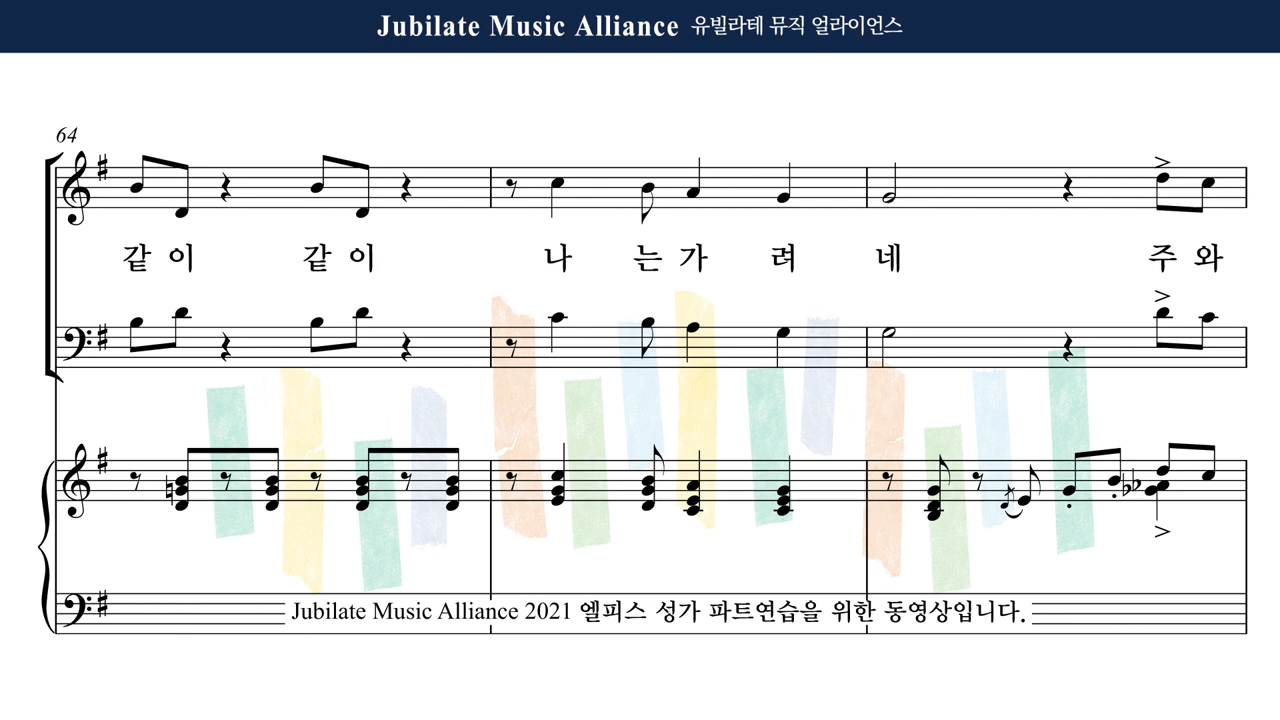 Jubilate Music Alliance 유빌라테 뮤직 얼라이언스
64
같 이 같 이 나 는 가 려 네 주 와
Jubilate Music Alliance 2021 엘피스 성가 파트연습을 위한 동영상입니다.